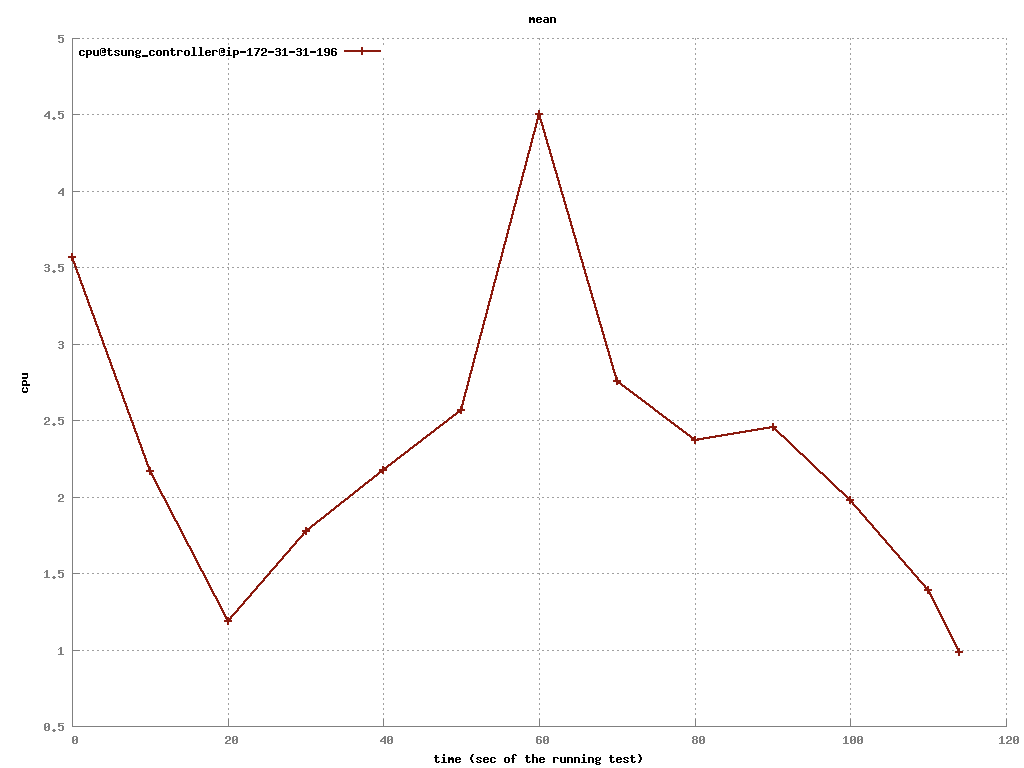 mean
cpu@tsung_controller@ip-172-31-31-196
5
4.5
4
3.5
3
2.5
2
1.5
1
0.5
cpu
0 20 40 60 80 100 120
time (sec of the running test)